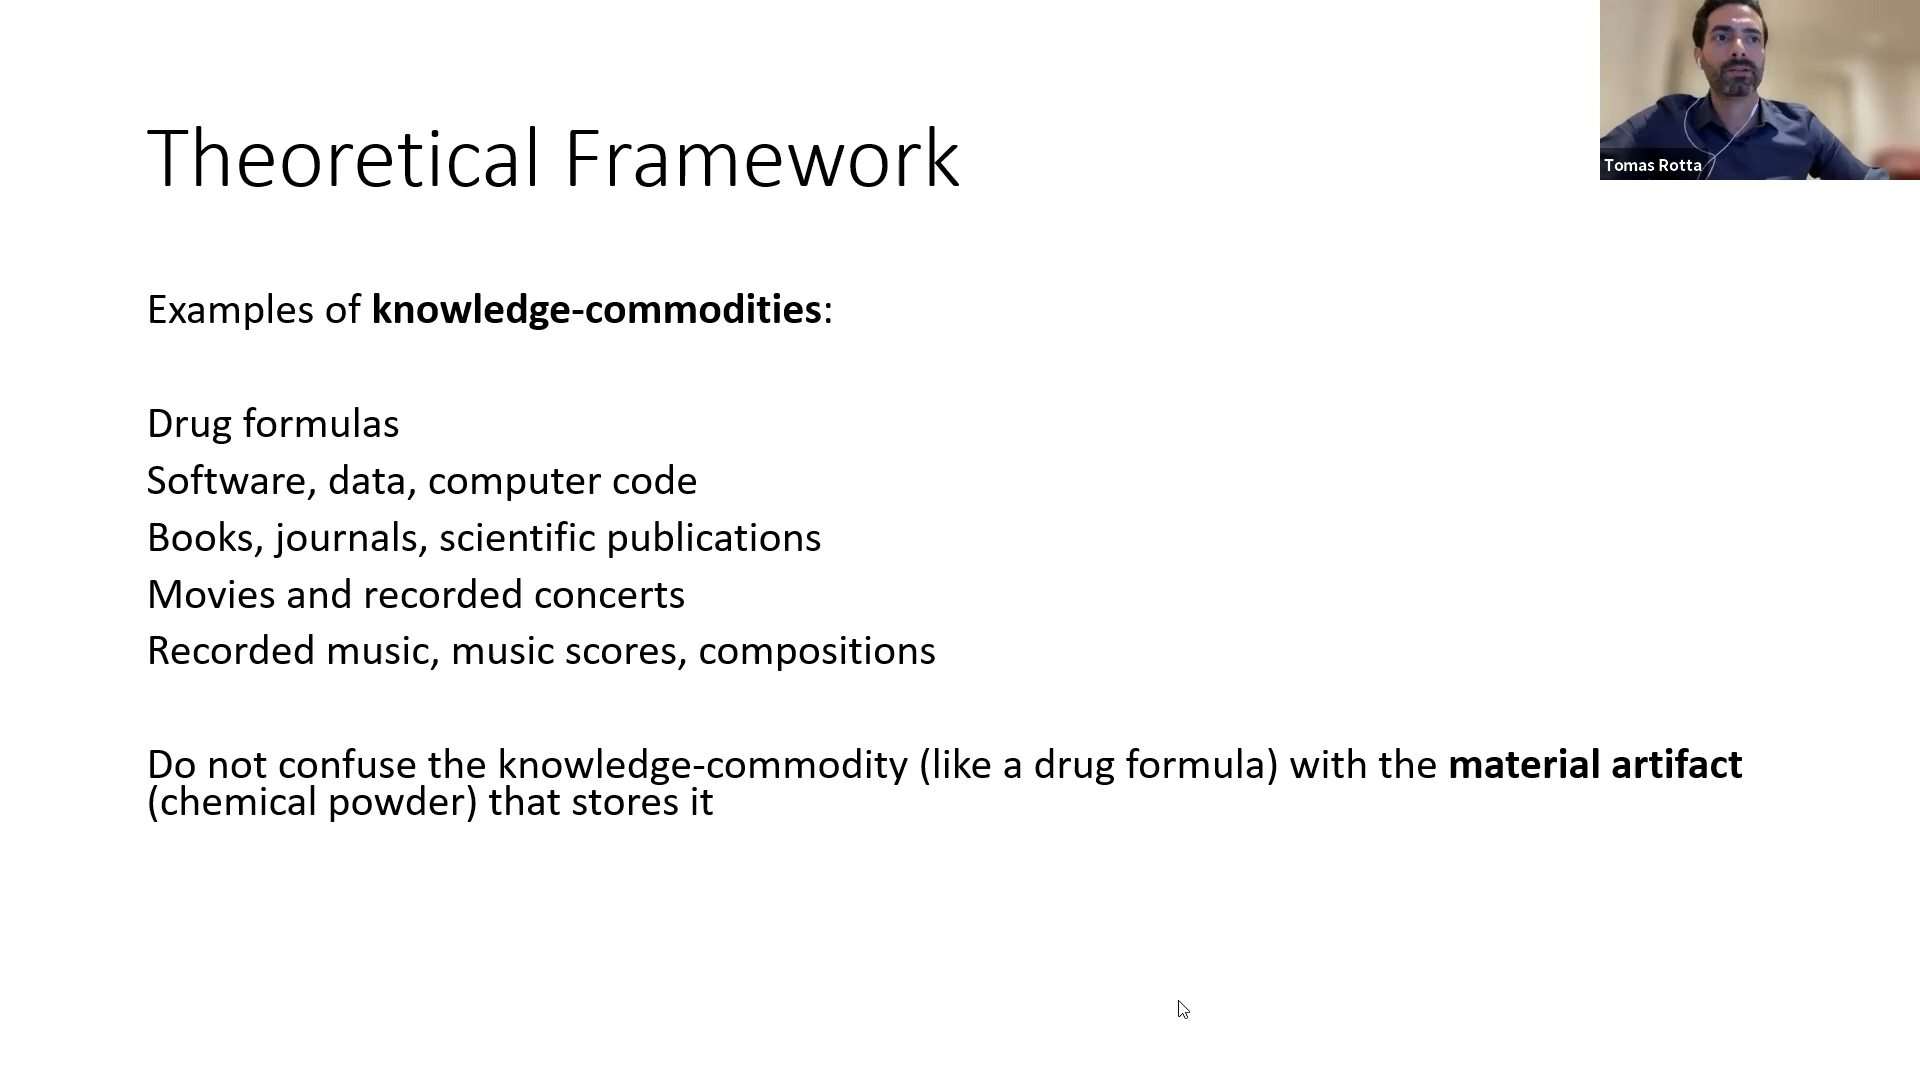 Theoretical Framework
Tomas Rotta
Examples of knowledge-commodities:
Drug formulas
Software, data, computer code
Books, journals, scientific publications
Movies and recorded concerts
Recorded music, music scores, compositions
Do not confuse the knowledge-commodity (like a drug formula) with the material artifact
(chemical powder) that stores it